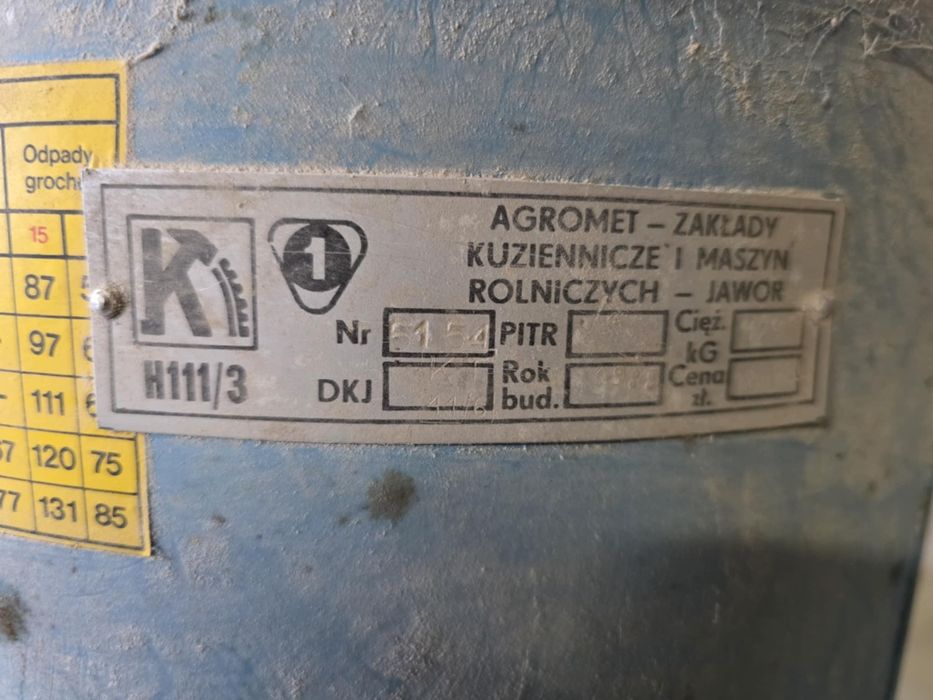 Odpady
15
87
97
111
120 75
131 85
AGROMET – ZAKŁADY
KUZIENNICZE I MASZYN
ROLNICZYCH – JAWOR
K 1
H111/3
Nr PITR Cięż. kG
DKJ Rok bud. Cena zł.